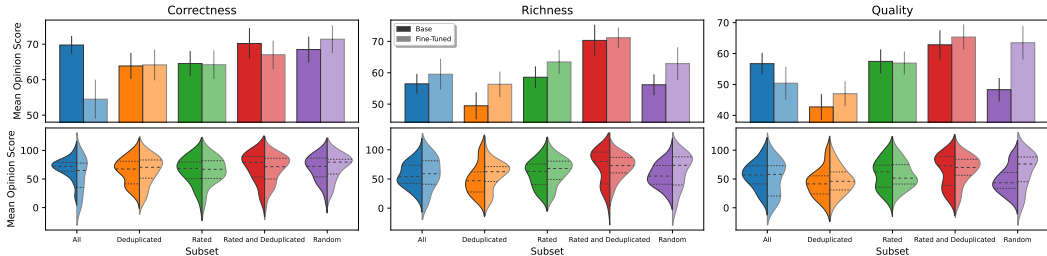 Correctness
Richness
Quality
Mean Opinion Score
70
60
50
70
60
50
Base
Fine-Tuned
70
60
50
40
Mean Opinion Score
100
50
0
100
50
0
100
50
0
All Deduplicated Rated Rated and Deduplicated Random
Subset
All Deduplicated Rated Rated and Deduplicated Random
Subset
All Deduplicated Rated Rated and Deduplicated Random
Subset